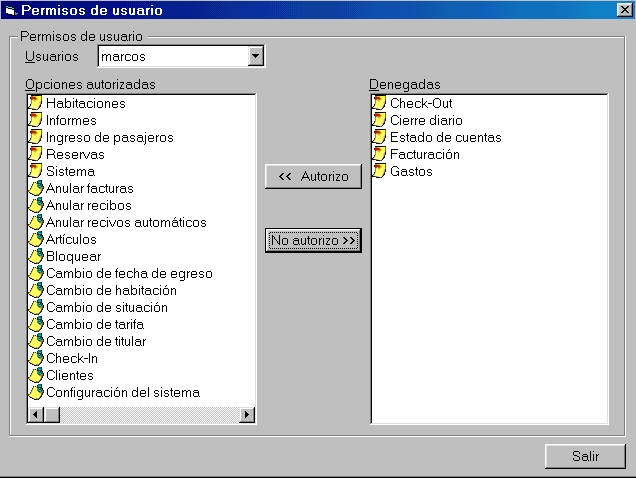 Permisos de usuario
Permisos de usuario
Usuarios marcos
Opciones autorizadas
Habitaciones
Informes
Ingreso de pasajeros
Reservas
Sistema
Anular facturas
Anular recibos
Anular recivos automáticos
Artículos
Bloquear
Cambio de fecha de egreso
Cambio de habitación
Cambio de situación
Cambio de tarifa
Cambio de titular
Check-In
Clientes
Configuración del sistema
<< Autorizo
No autorizo >>
Denegadas
Check-Out
Cierre diario
Estado de cuentas
Facturación
Gastos
Salir